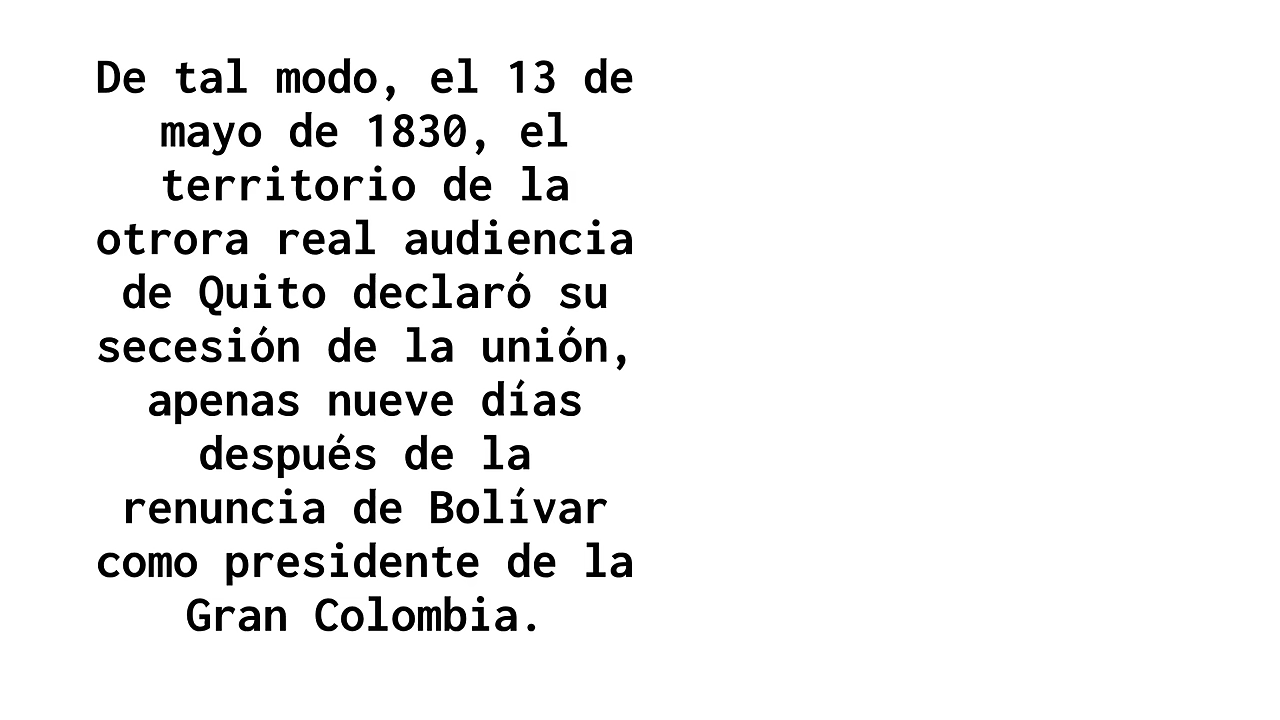 De tal modo, el 13 de
mayo de 1830, el
territorio de la
otrora real audiencia
de Quito declaró su
secesión de la unión,
apenas nueve días
después de la
renuncia de Bolívar
como presidente de la
Gran Colombia.